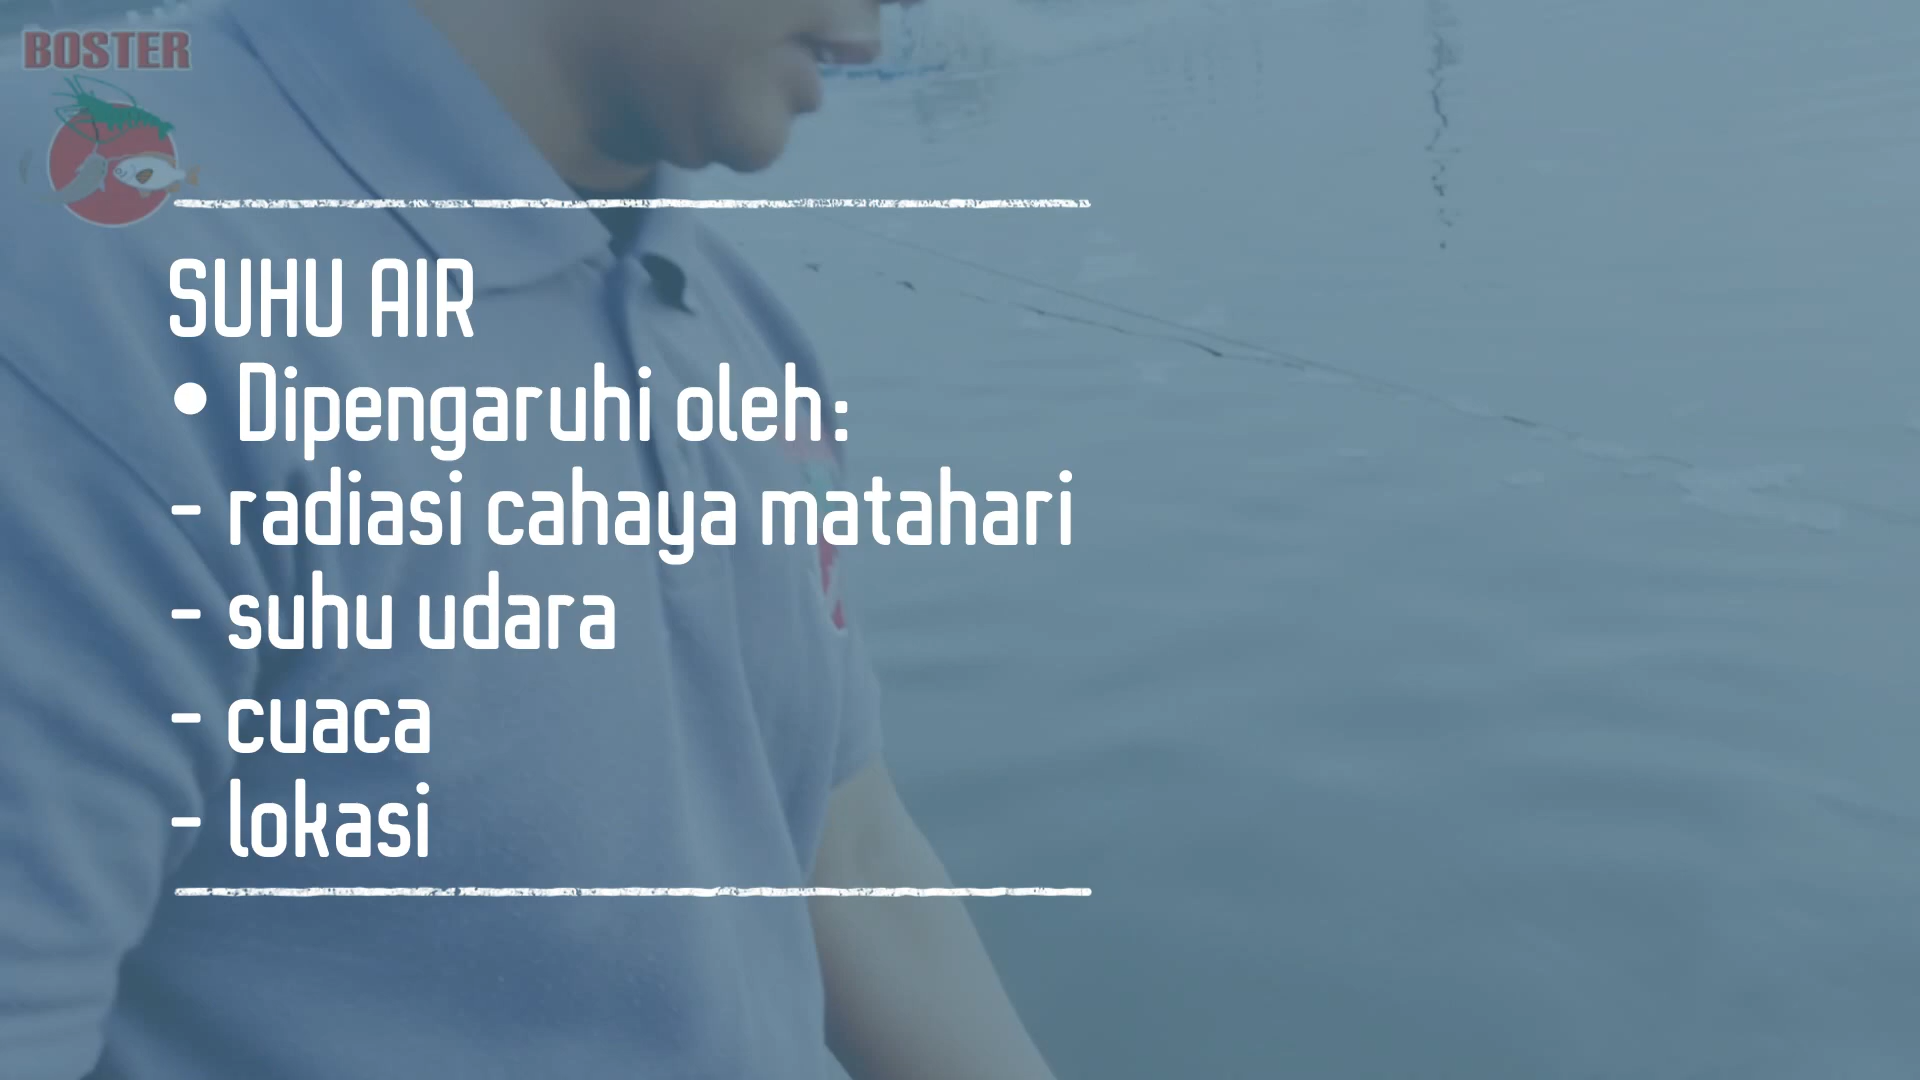 BOSTER
SUHU AIR
• Dipengaruhi oleh:
- radiasi cahaya matahari
- suhu udara
- cuaca
- lokasi